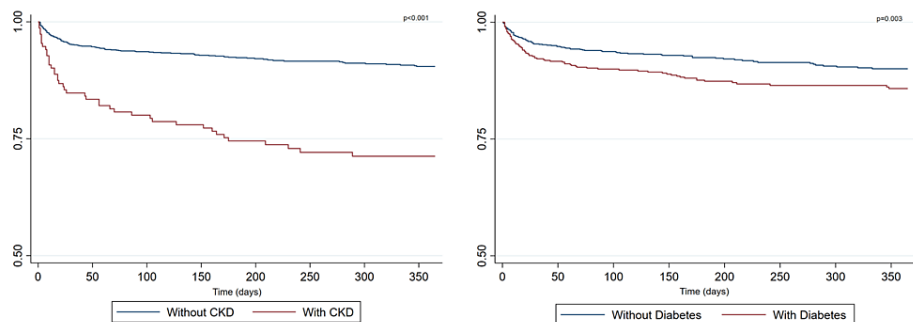 p<0.001
1.00
0.75
0.50
0 50 100 150 200 250 300 350
Time (days)
Without CKD With CKD
p=0.003
1.00
0.75
0.50
0 50 100 150 200 250 300 350
Time (days)
Without Diabetes With Diabetes